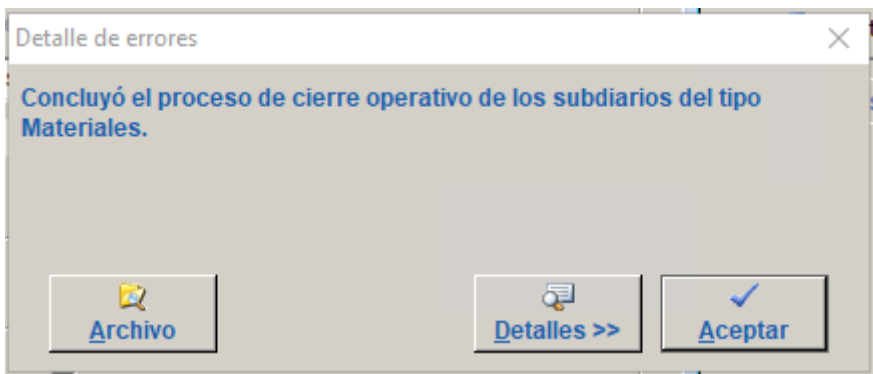 Detalle de errores
Concluyó el proceso de cierre operativo de los subdiarios del tipo
Materiales.
Archivo
Detalles >>
Aceptar